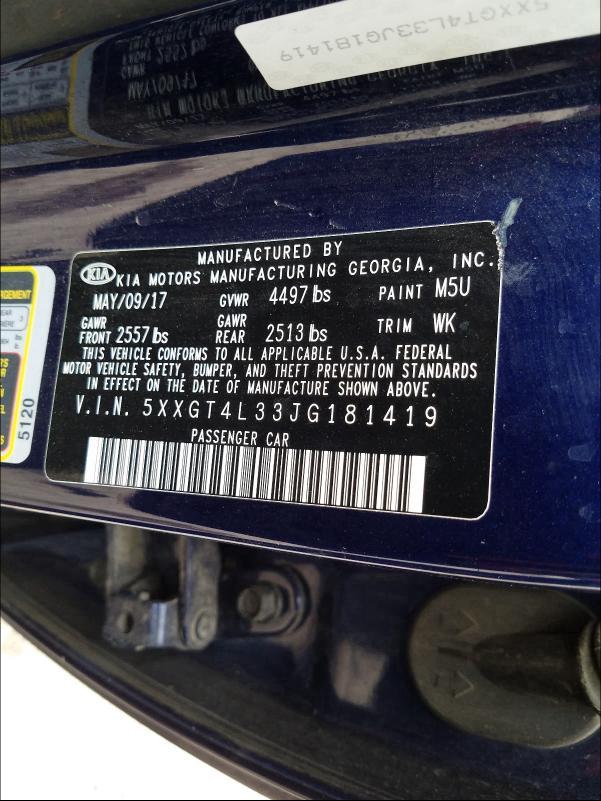 5XXGT4L33JG181419
MANUFACTURED BY
KIA KIA MOTORS MANUFACTURING GEORGIA, INC.
MAY/09/17 GVWR 4497 lbs PAINT M5U
GAWR FRONT 2557 lbs GAWR REAR 2513 lbs TRIM WK
THIS VEHICLE CONFORMS TO ALL APPLICABLE U.S.A. FEDERAL
MOTOR VEHICLE SAFETY, BUMPER, AND THEFT PREVENTION STANDARDS
IN EFFECT ON THE DATE OF MANUFACTURE SHOWN ABOVE.
V.I.N. 5XXGT4L33JG181419
PASSENGER CAR
5120